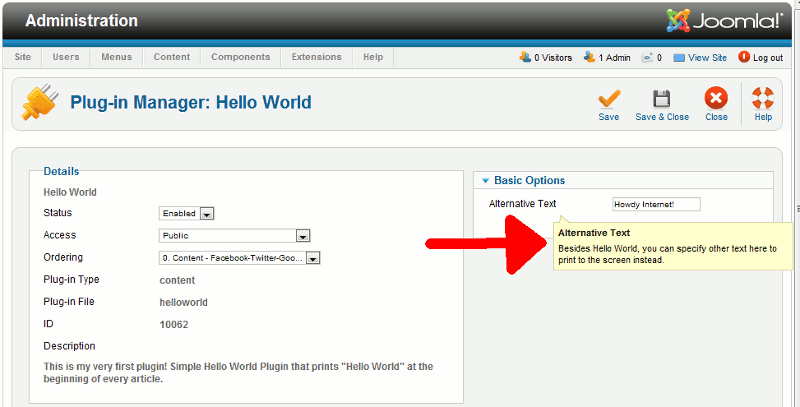 Administration
Joomla!
Site Users Menus Content Components Extensions Help
0 Visitors 1 Admin 0 View Site Log out
Plug-in Manager: Hello World
Save Save & Close Close Help
Details
Hello World
Status Enabled
Access Public
Ordering 0. Content - Facebook-Twitter-Goo...
Plug-in Type content
Plug-in File helloworld
ID 10062
Description
This is my very first plugin! Simple Hello World Plugin that prints "Hello World" at the
beginning of every article.
Basic Options
Alternative Text Howdy Internet!
Alternative Text
Besides Hello World, you can specify other text here to
print to the screen instead.